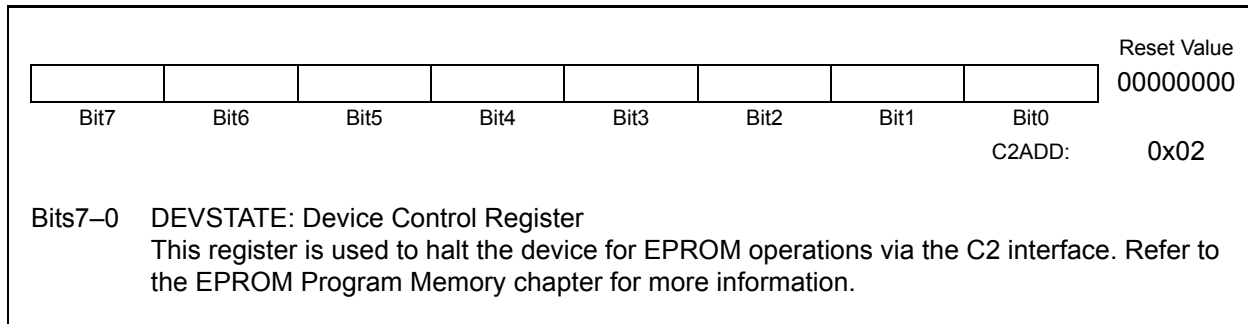 Reset Value
00000000
Bit7 Bit6 Bit5 Bit4 Bit3 Bit2 Bit1 Bit0
C2ADD: 0x02
Bits7–0 DEVSTATE: Device Control Register
This register is used to halt the device for EPROM operations via the C2 interface. Refer to
the EPROM Program Memory chapter for more information.